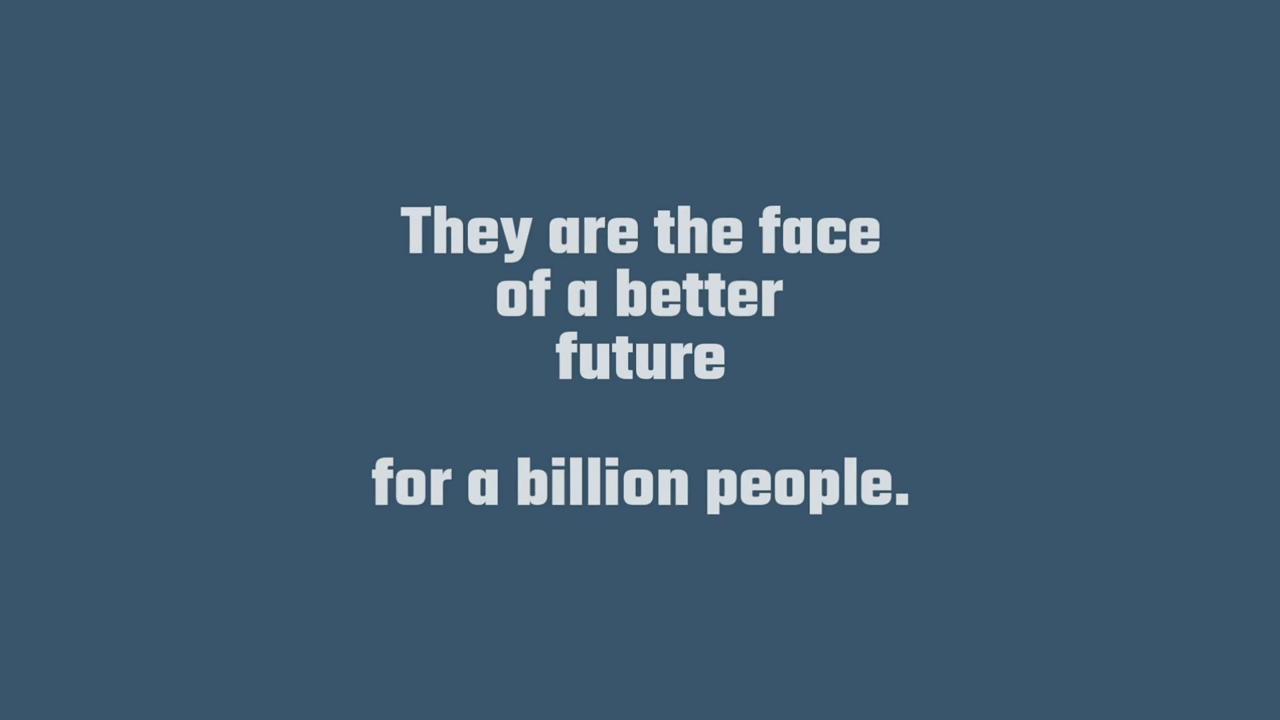 They are the face
of a better
future
for a billion people.